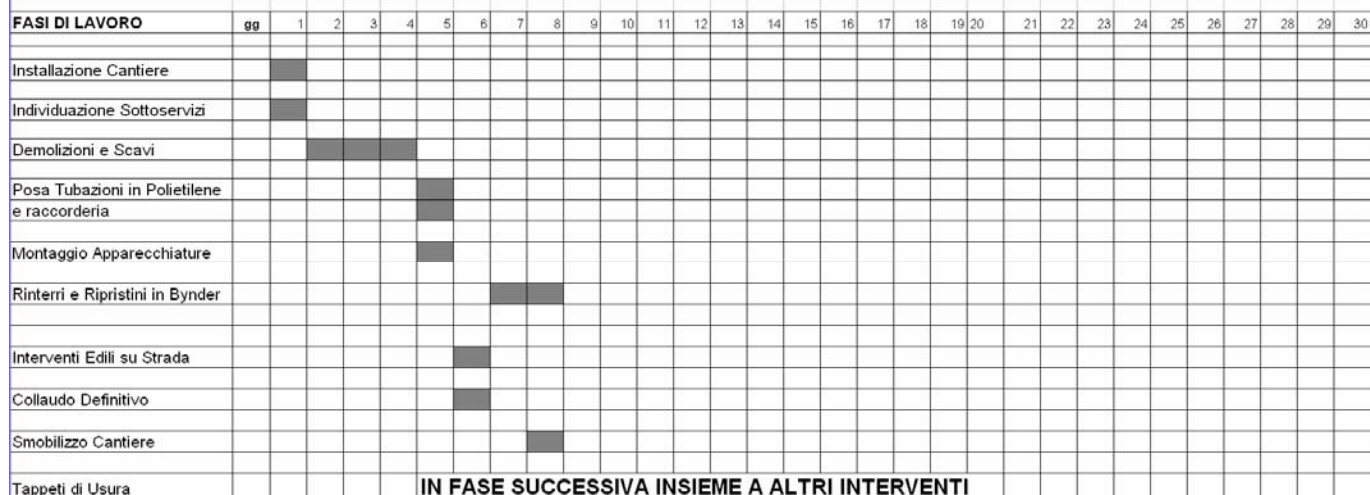 FASI DI LAVORO gg 1 2 3 4 5 6 7 8 9 10 11 12 13 14 15 16 17 18 19 20 21 22 23 24 25 26 27 28 29 30
Installazione Cantiere
Individuazione Sottoservizi
Demolizioni e Scavi
Posa Tubazioni in Polietilene
e raccorderia
Montaggio Apparecchiature
Rinterri e Ripristini in Bynder
Interventi Edili su Strada
Collaudo Definitivo
Smobilizzo Cantiere
Tappeti di Usura IN FASE SUCCESSIVA INSIEME A ALTRI INTERVENTI